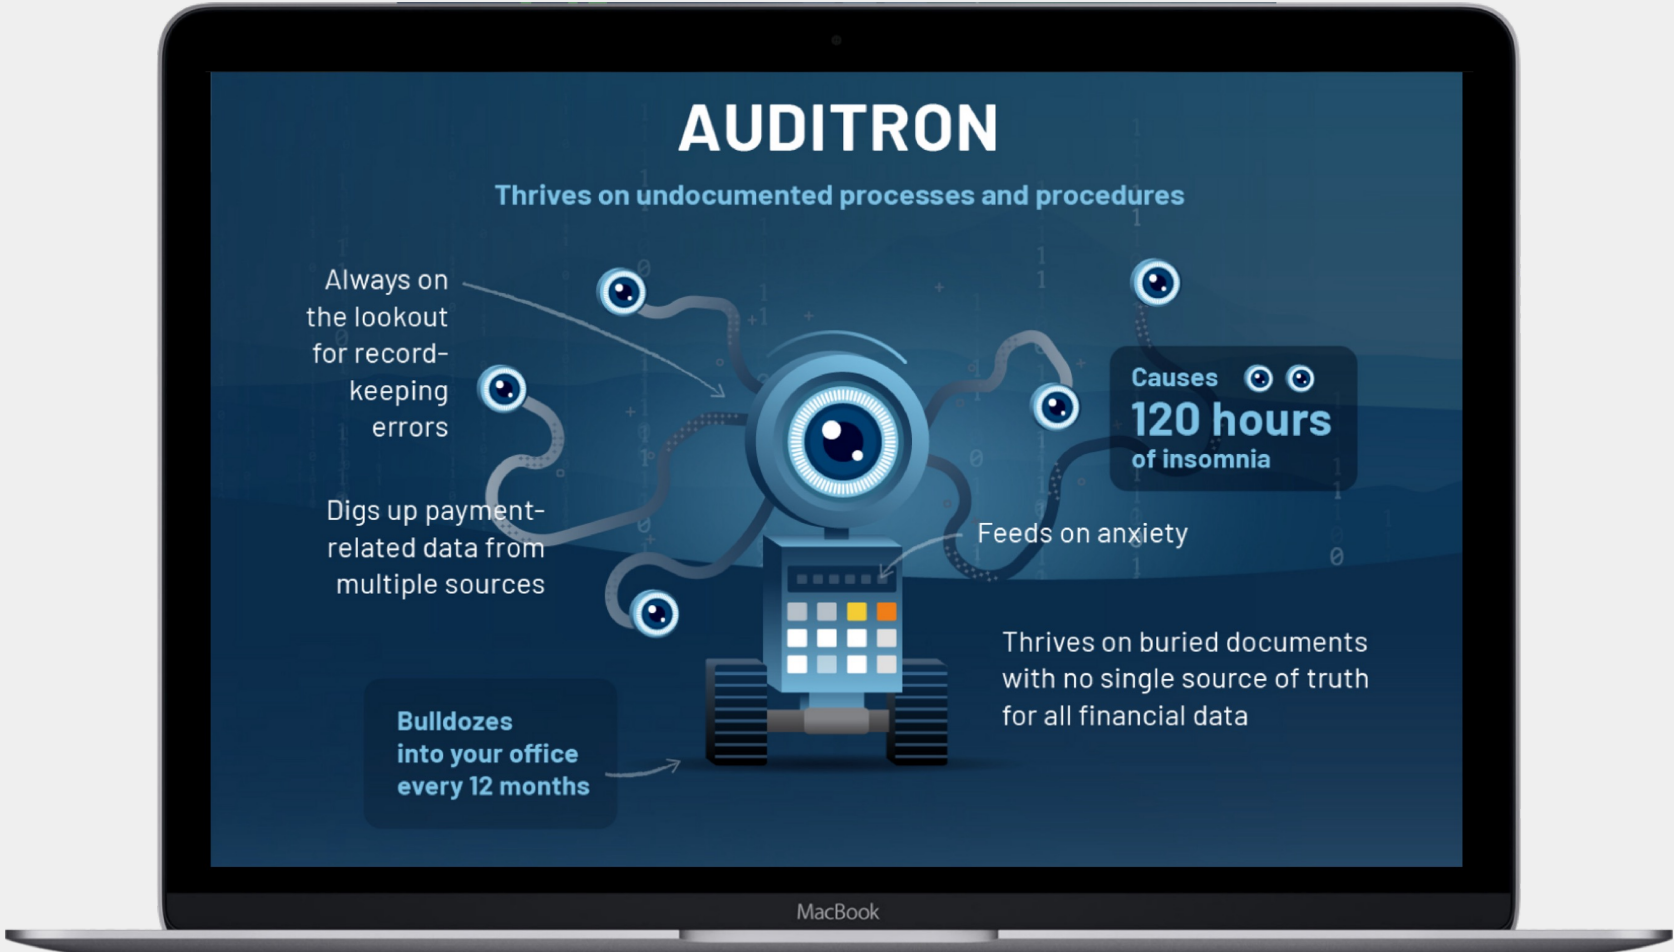 AUDITRON
Thrives on undocumented processes and procedures
Always on
the lookout
for record-
keeping
errors
Causes
120 hours
of insomnia
Digs up payment-
related data from
multiple sources
Feeds on anxiety
Thrives on buried documents
with no single source of truth
for all financial data
Bulldozes
into your office
every 12 months
MacBook